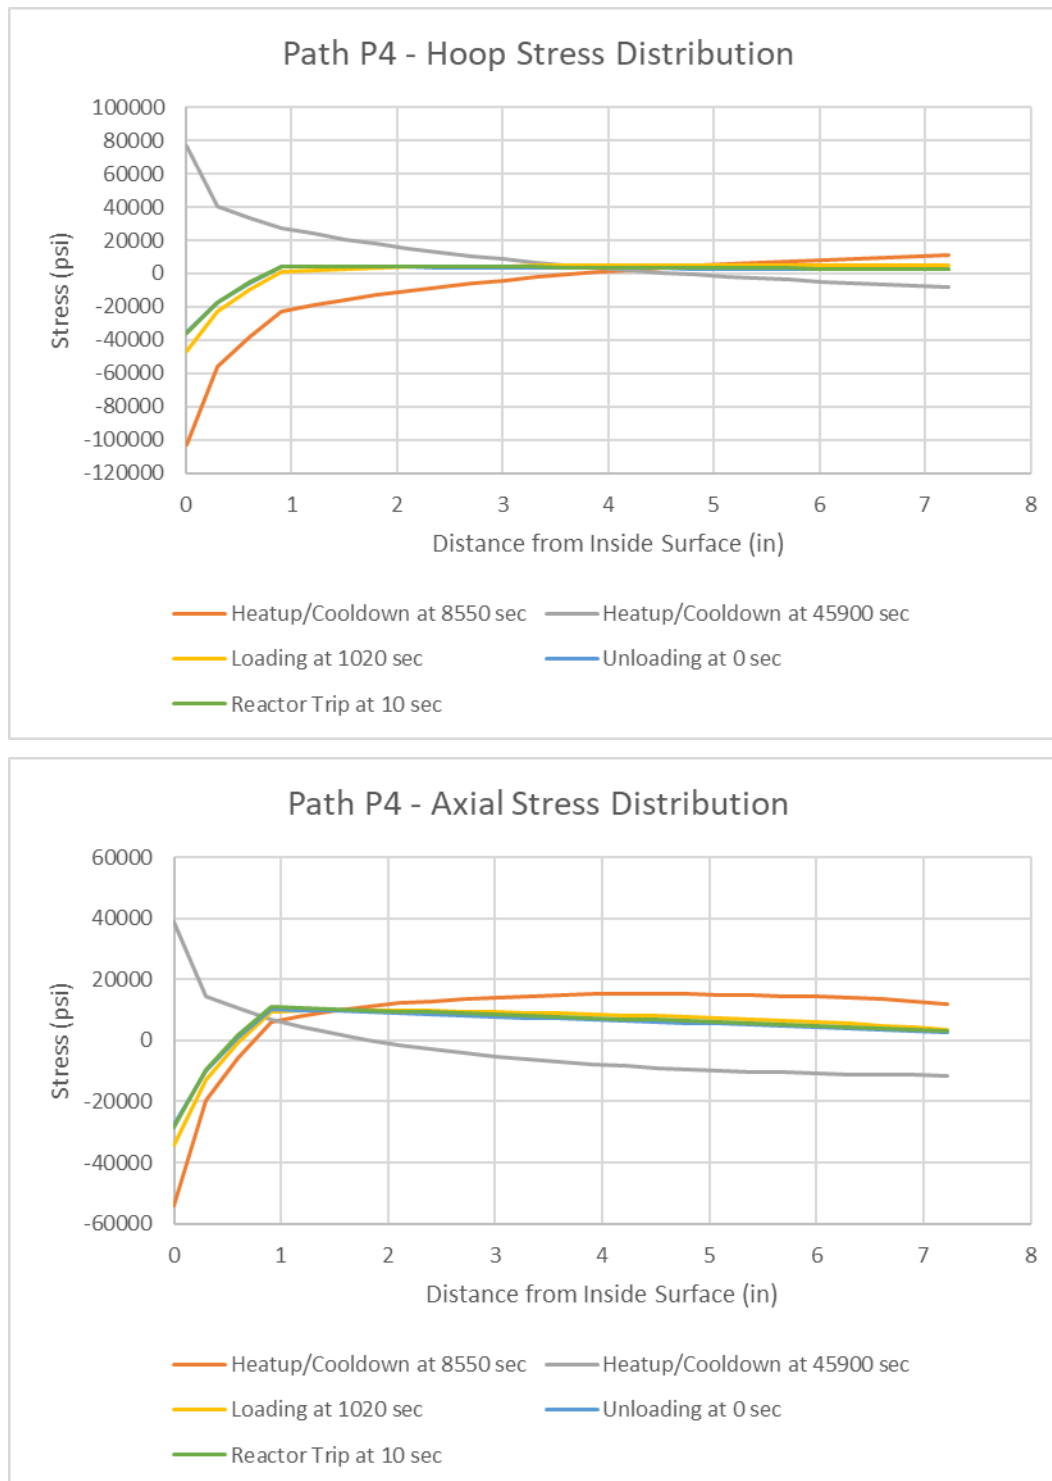 Path P4 - Hoop Stress Distribution
100000
80000
60000
40000
20000
0
-20000
-40000
-60000
-80000
-100000
-120000
Stress (psi)
0 1 2 3 4 5 6 7 8
Distance from Inside Surface (in)
Heatup/Cooldown at 8550 sec Heatup/Cooldown at 45900 sec
Loading at 1020 sec Unloading at 0 sec
Reactor Trip at 10 sec
Path P4 - Axial Stress Distribution
60000
40000
20000
0
-20000
-40000
-60000
Stress (psi)
0 1 2 3 4 5 6 7 8
Distance from Inside Surface (in)
Heatup/Cooldown at 8550 sec Heatup/Cooldown at 45900 sec
Loading at 1020 sec Unloading at 0 sec
Reactor Trip at 10 sec